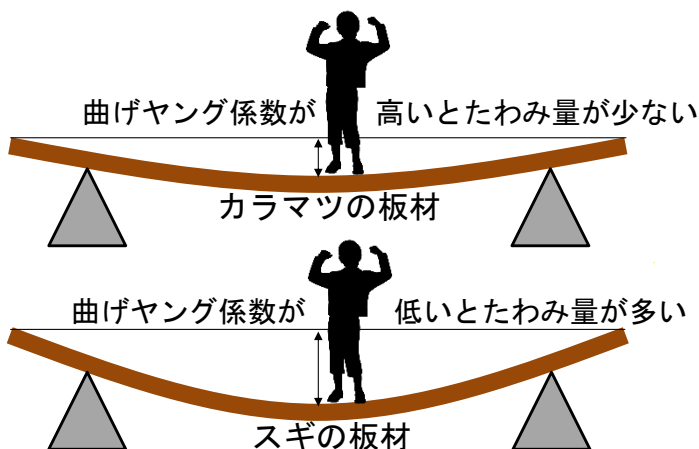 曲げヤング係数が 高いとたわみ量が少ない
カラマツの板材
曲げヤング係数が 低いとたわみ量が多い
スギの板材